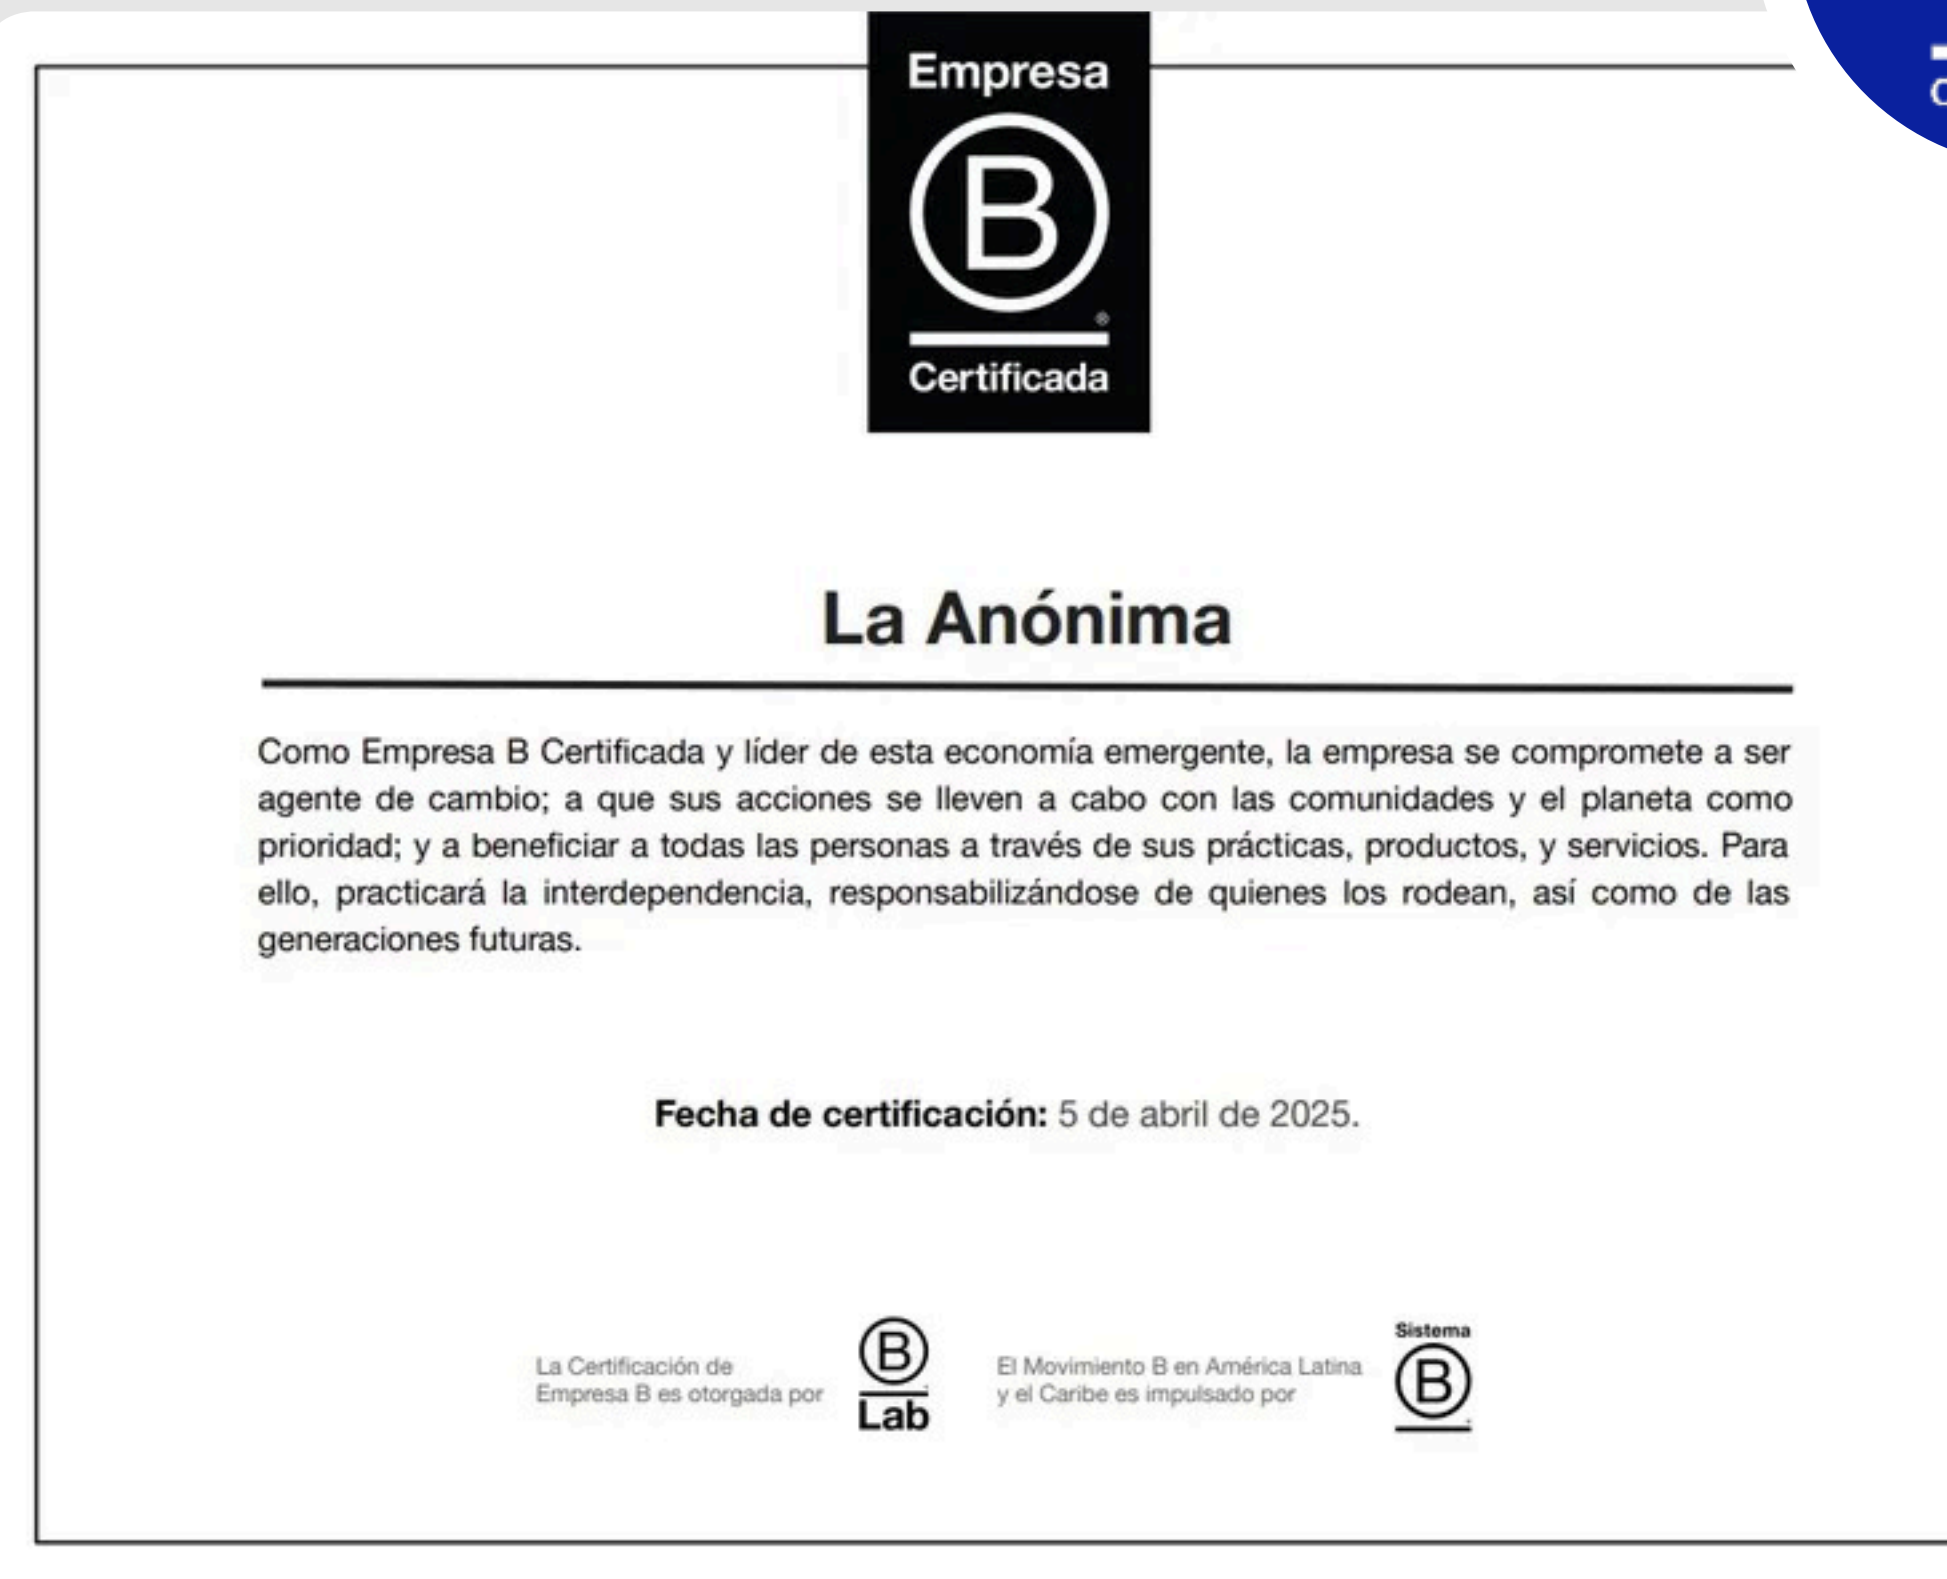 Empresa
B
®
Certificada
La Anónima
Como Empresa B Certificada y líder de esta economía emergente, la empresa se compromete a ser
agente de cambio; a que sus acciones se lleven a cabo con las comunidades y el planeta como
prioridad; y a beneficiar a todas las personas a través de sus prácticas, productos, y servicios. Para
ello, practicará la interdependencia, responsabilizándose de quienes los rodean, así como de las
generaciones futuras.
Fecha de certificación: 5 de abril de 2025.
La Certificación de
Empresa B es otorgada por
B
Lab
El Movimiento B en América Latina
y el Caribe es impulsado por
Sistema
B